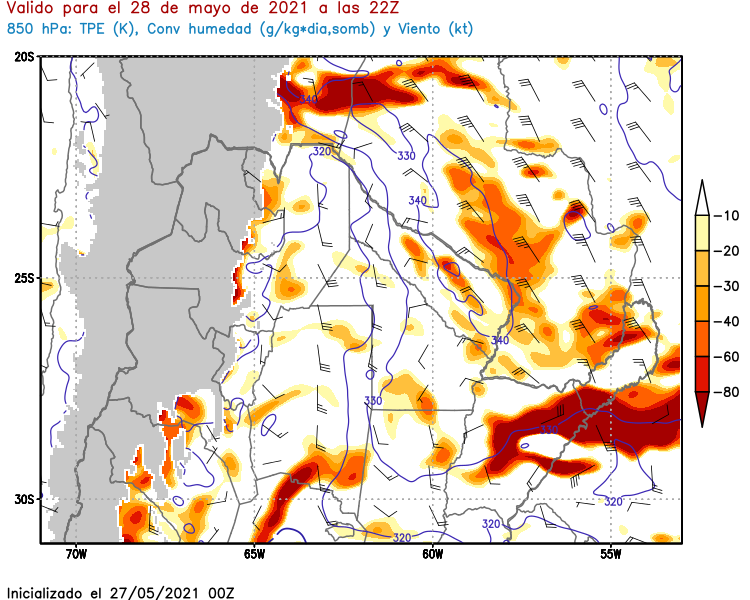 Valido para el 28 de mayo de 2021 a las 22Z
850 hPa: TPE (K), Conv humedad (g/kg*dia,somb) y Viento (kt)
20S
340
320
330
340
-10
-20
25S
-30
340
-40
-60
330
-80
330
30S
320
320
320
70W 65W 60W 55W
Inicializado el 27/05/2021 00Z